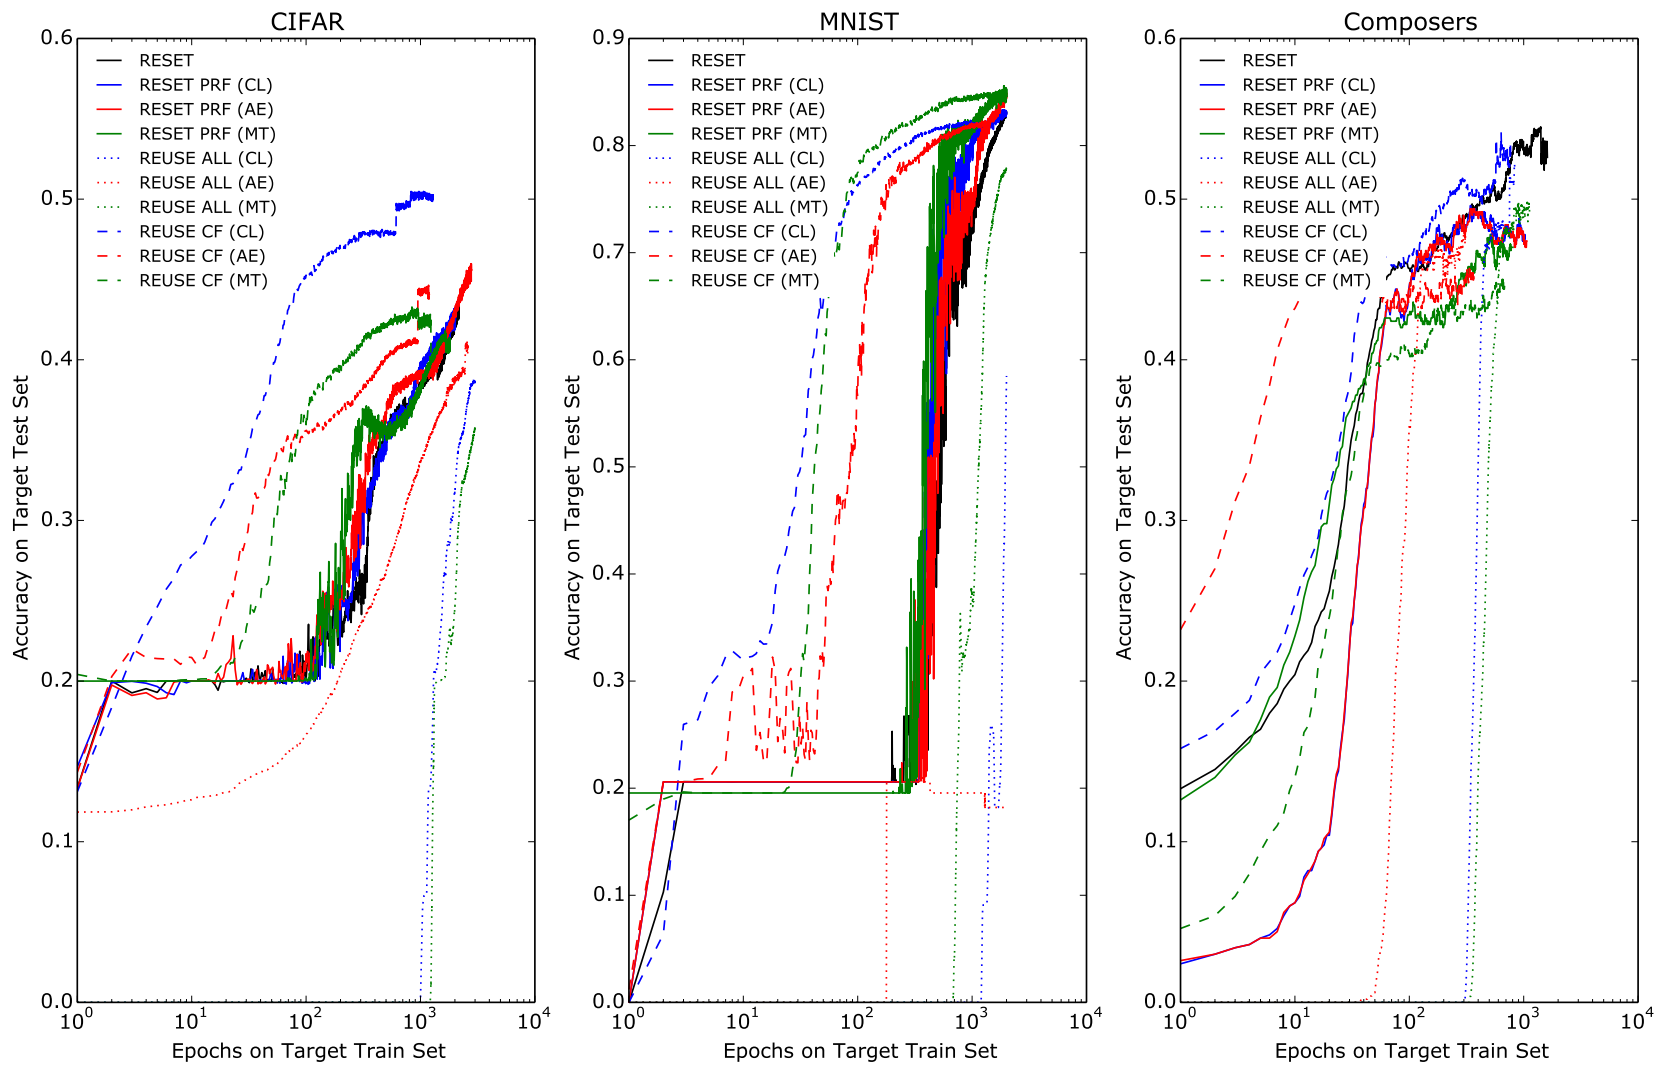 CIFAR
0.6
0.5
0.4
0.3
0.2
0.1
0.0
RESET
RESET PRF (CL)
RESET PRF (AE)
RESET PRF (MT)
REUSE ALL (CL)
REUSE ALL (AE)
REUSE ALL (MT)
REUSE CF (CL)
REUSE CF (AE)
REUSE CF (MT)
10^0 10^1 10^2 10^3 10^4
Epochs on Target Train Set
Accuracy on Target Test Set
MNIST
0.9
0.8
0.7
0.6
0.5
0.4
0.3
0.2
0.1
0.0
RESET
RESET PRF (CL)
RESET PRF (AE)
RESET PRF (MT)
REUSE ALL (CL)
REUSE ALL (AE)
REUSE ALL (MT)
REUSE CF (CL)
REUSE CF (AE)
REUSE CF (MT)
10^0 10^1 10^2 10^3 10^4
Epochs on Target Train Set
Accuracy on Target Test Set
Composers
0.6
0.5
0.4
0.3
0.2
0.1
0.0
RESET
RESET PRF (CL)
RESET PRF (AE)
RESET PRF (MT)
REUSE ALL (CL)
REUSE ALL (AE)
REUSE ALL (MT)
REUSE CF (CL)
REUSE CF (AE)
REUSE CF (MT)
10^0 10^1 10^2 10^3 10^4
Epochs on Target Train Set
Accuracy on Target Test Set